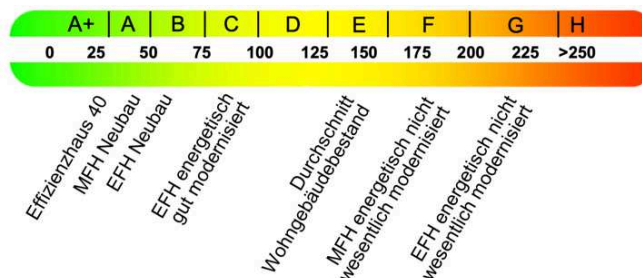 A+ A B C D E F G H
0 25 50 75 100 125 150 175 200 225 >250
Effizienzhaus 40
MFH Neubau
EFH Neubau
EFH energetisch
gut modernisiert
Durchschnitt
Wohngebäudebestand
MFH energetisch nicht
wesentlich modernisiert
EFH energetisch nicht
wesentlich modernisiert